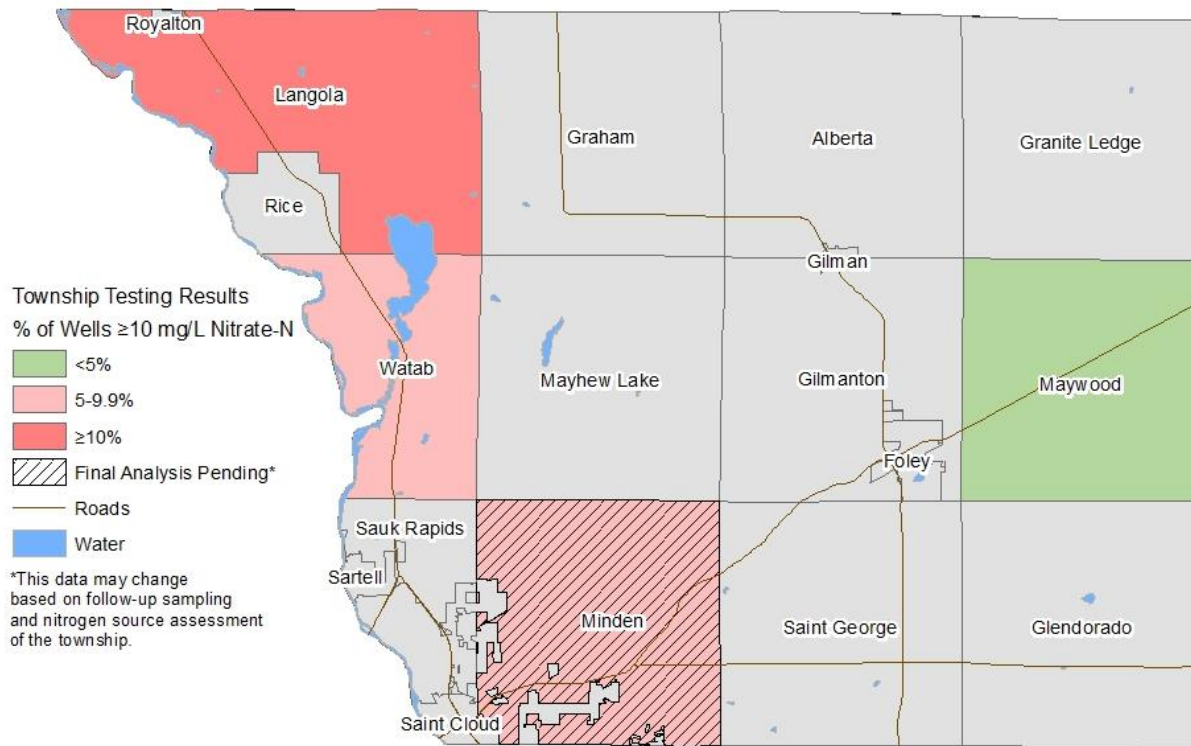 Royalton
Langola
Graham
Alberta
Granite Ledge
Rice
Gilman
Township Testing Results
% of Wells ≥10 mg/L Nitrate-N
<5%
5-9.9%
≥10%
Final Analysis Pending*
Roads
Water
*This data may change
based on follow-up sampling
and nitrogen source assessment
of the township.
Watab
Mayhew Lake
Gilmanton
Maywood
Foley
Sauk Rapids
Sartell
Minden
Saint George
Glendorado
Saint Cloud